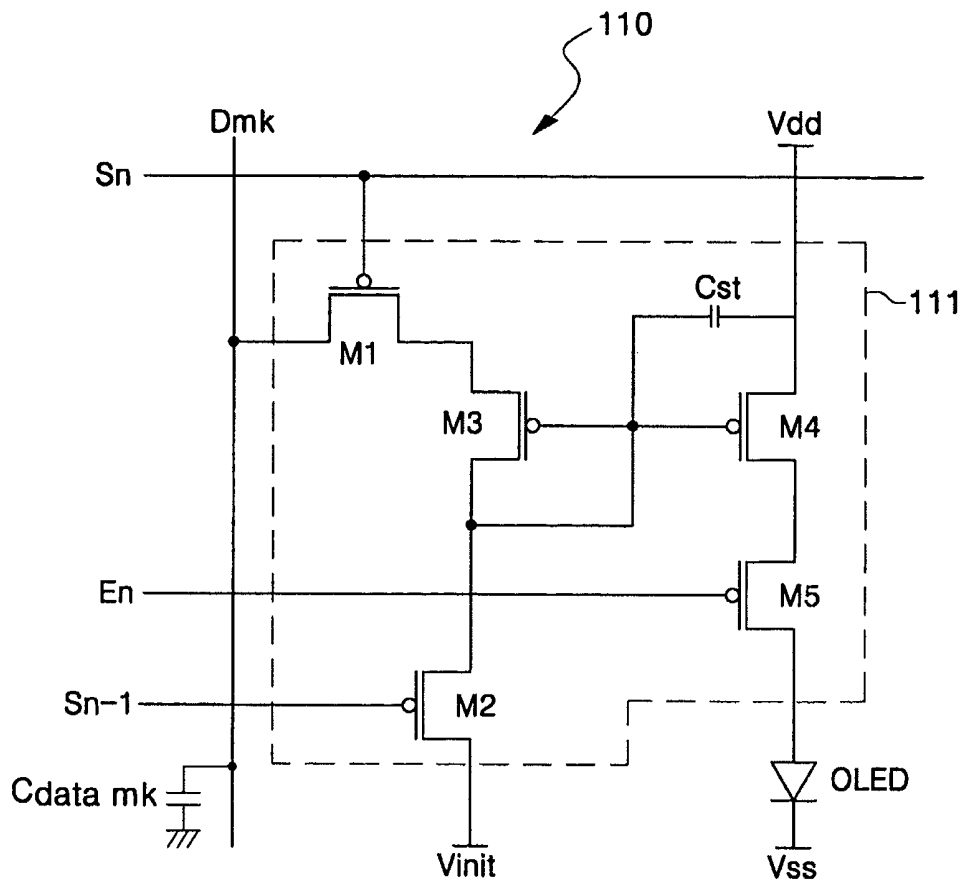 110
Dmk
Vdd
Sn
Cst
111
M1
M3
M4
En
M5
Sn-1
M2
Cdata mk
OLED
Vinit
Vss